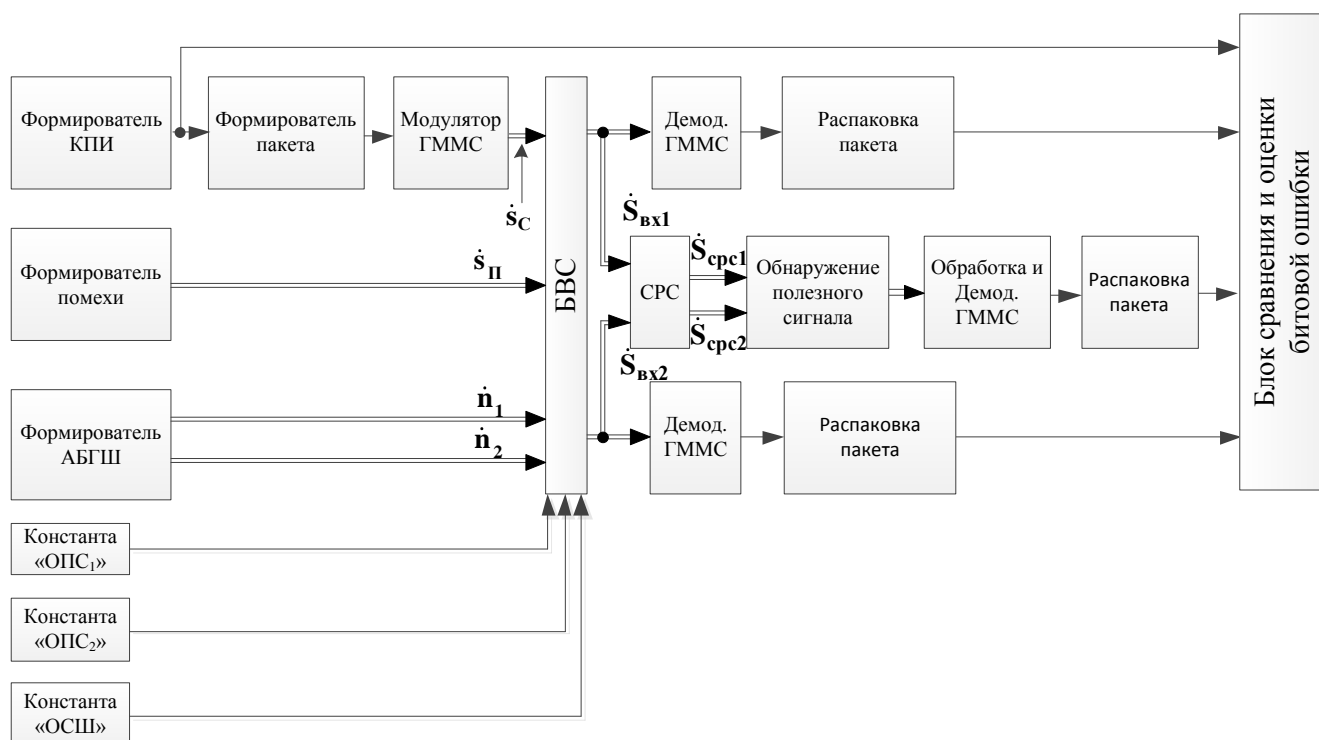 Формирователь
КПИ
Формирователь
пакета
Модулятор
ГММС
Демод.
ГММС
Распаковка
пакета
ṡС
Ṡвх1
Формирователь
помехи
ṡП
БВС
СРС
Ṡсрс1
Ṡсрс2
Обнаружение
полезного
сигнала
Обработка и
Демод.
ГММС
Распаковка
пакета
Ṡвх2
Формирователь
АБГШ
ṅ1
ṅ2
Демод.
ГММС
Распаковка
пакета
Блок сравнения и оценки
битовой ошибки
Константа
«ОПС1»
Константа
«ОПС2»
Константа
«ОСШ»